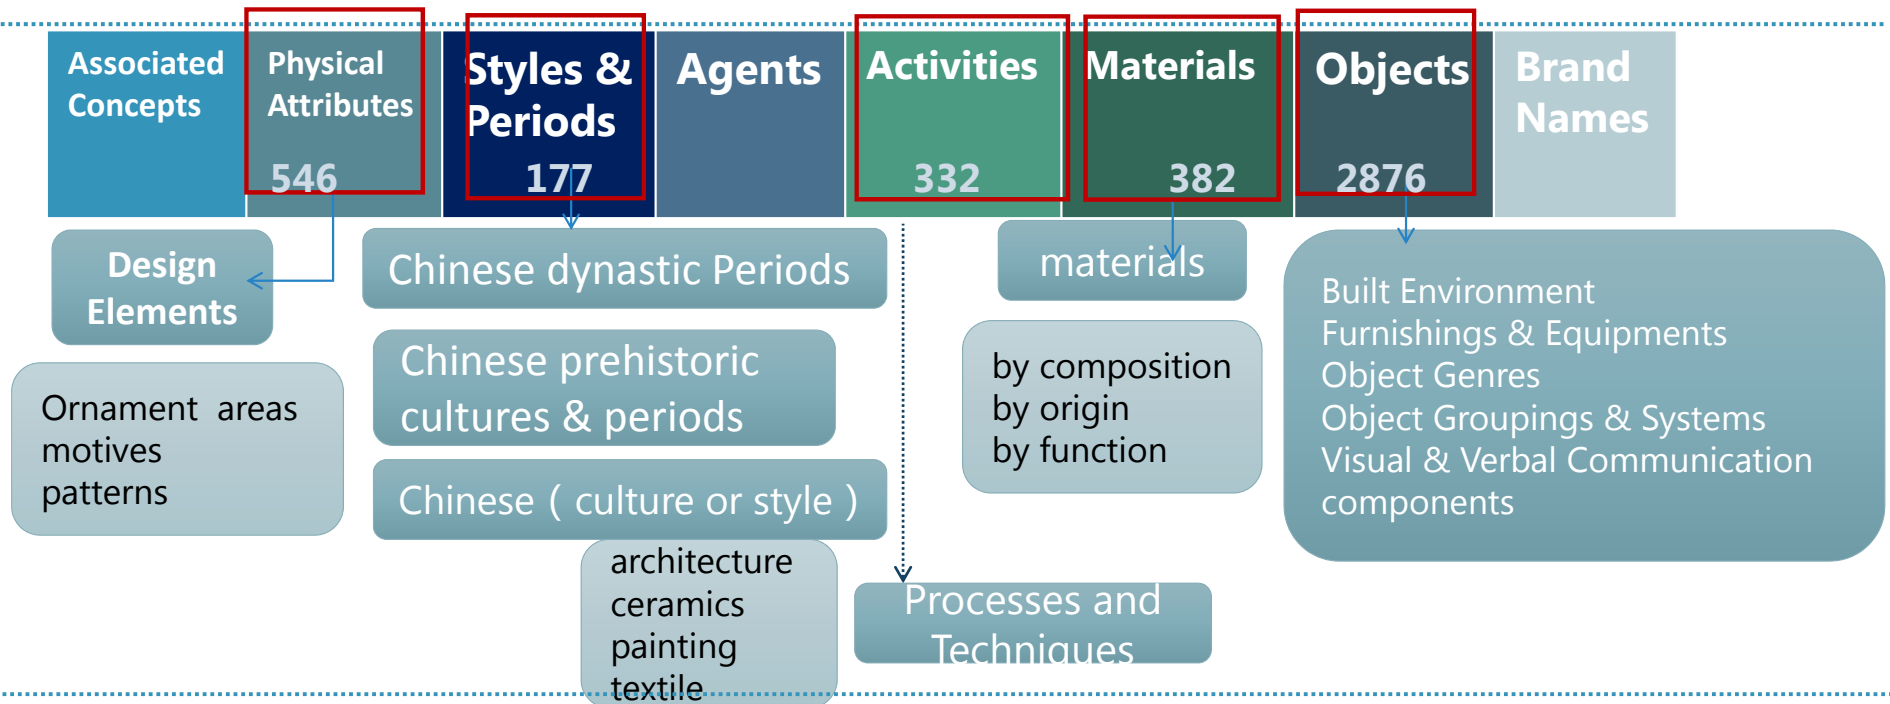 Associated
Concepts
Physical
Attributes
546
Styles &
Periods
177
Agents
Activities
332
Materials
382
Objects
2876
Brand
Names
Design
Elements
Ornament areas
motives
patterns
Chinese dynastic Periods
Chinese prehistoric
cultures & periods
Chinese ( culture or style )
architecture
ceramics
painting
textile
Processes and
Techniques
materials
by composition
by origin
by function
Built Environment
Furnishings & Equipments
Object Genres
Object Groupings & Systems
Visual & Verbal Communication
components